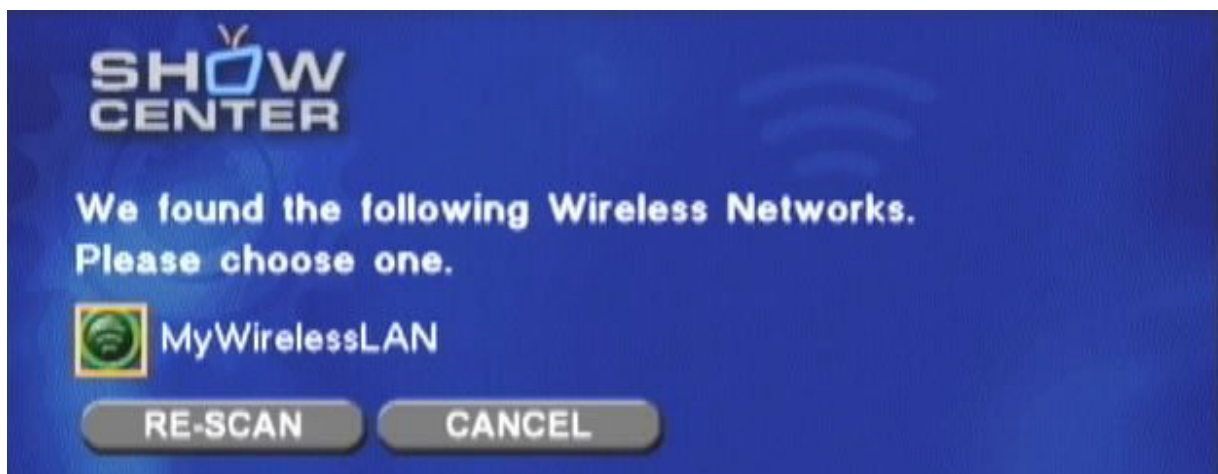 SHOW
CENTER
We found the following Wireless Networks.
Please choose one.
MyWirelessLAN
RE-SCAN CANCEL